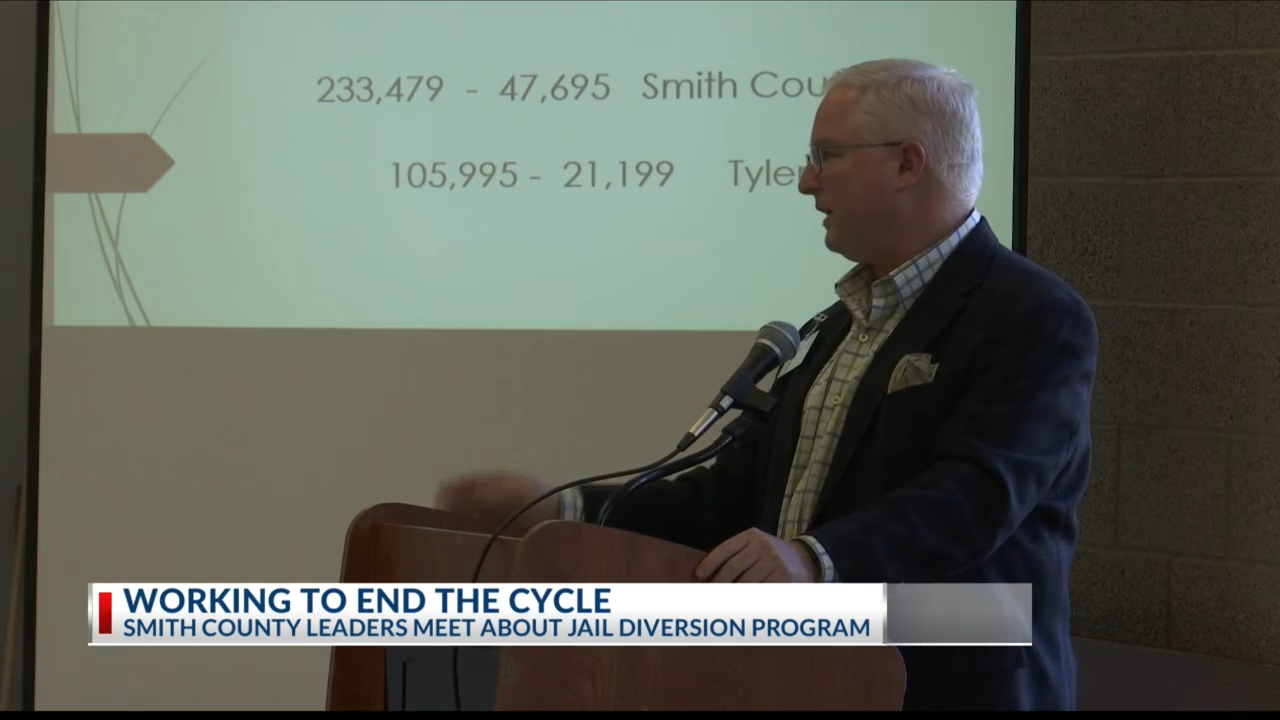 233,479 - 47,695 Smith Cou
105,995 - 21,199 Tyler
WORKING TO END THE CYCLE
SMITH COUNTY LEADERS MEET ABOUT JAIL DIVERSION PROGRAM